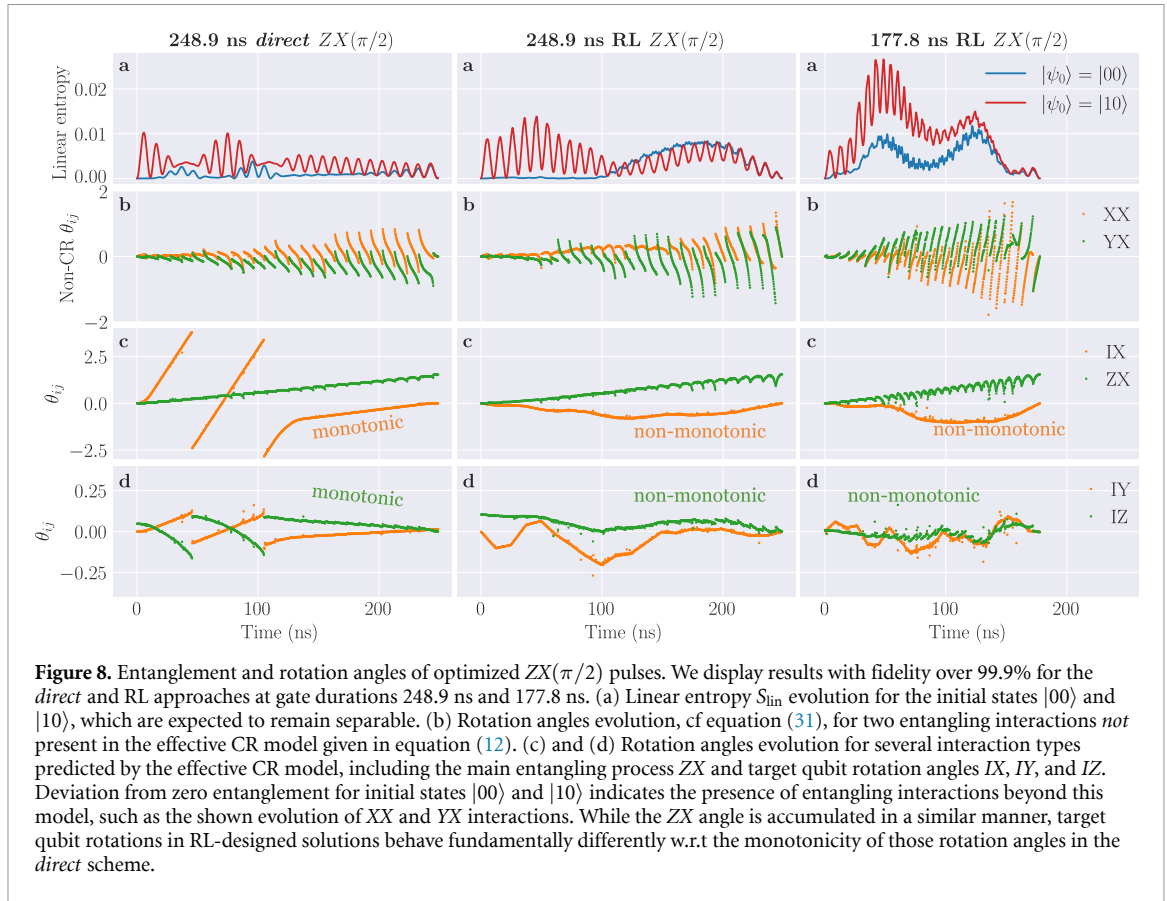 248.9 ns direct ZX(π/2)
248.9 ns RL ZX(π/2)
177.8 ns RL ZX(π/2)
a
a
a
|ψ₀⟩ = |00⟩
|ψ₀⟩ = |10⟩
Linear entropy
0.02
0.01
0.00
b
b
b
XX
YX
Non-CR θᵢⱼ
2
0
−2
c
c
c
IX
ZX
θᵢⱼ
2.5
0.0
−2.5
monotonic
non-monotonic
non-monotonic
d
d
d
monotonic
non-monotonic
non-monotonic
IY
IZ
θᵢⱼ
0.25
0.00
−0.25
0 100 200
0 100 200
0 100 200
Time (ns)
Time (ns)
Time (ns)
Figure 8. Entanglement and rotation angles of optimized ZX(π/2) pulses. We display results with fidelity over 99.9% for the
direct and RL approaches at gate durations 248.9 ns and 177.8 ns. (a) Linear entropy Slin evolution for the initial states |00⟩ and
|10⟩, which are expected to remain separable. (b) Rotation angles evolution, cf equation (31), for two entangling interactions not
present in the effective CR model given in equation (12). (c) and (d) Rotation angles evolution for several interaction types
predicted by the effective CR model, including the main entangling process ZX and target qubit rotation angles IX, IY, and IZ.
Deviation from zero entanglement for initial states |00⟩ and |10⟩ indicates the presence of entangling interactions beyond this
model, such as the shown evolution of XX and YX interactions. While the ZX angle is accumulated in a similar manner, target
qubit rotations in RL-designed solutions behave fundamentally differently w.r.t the monotonicity of those rotation angles in the
direct scheme.